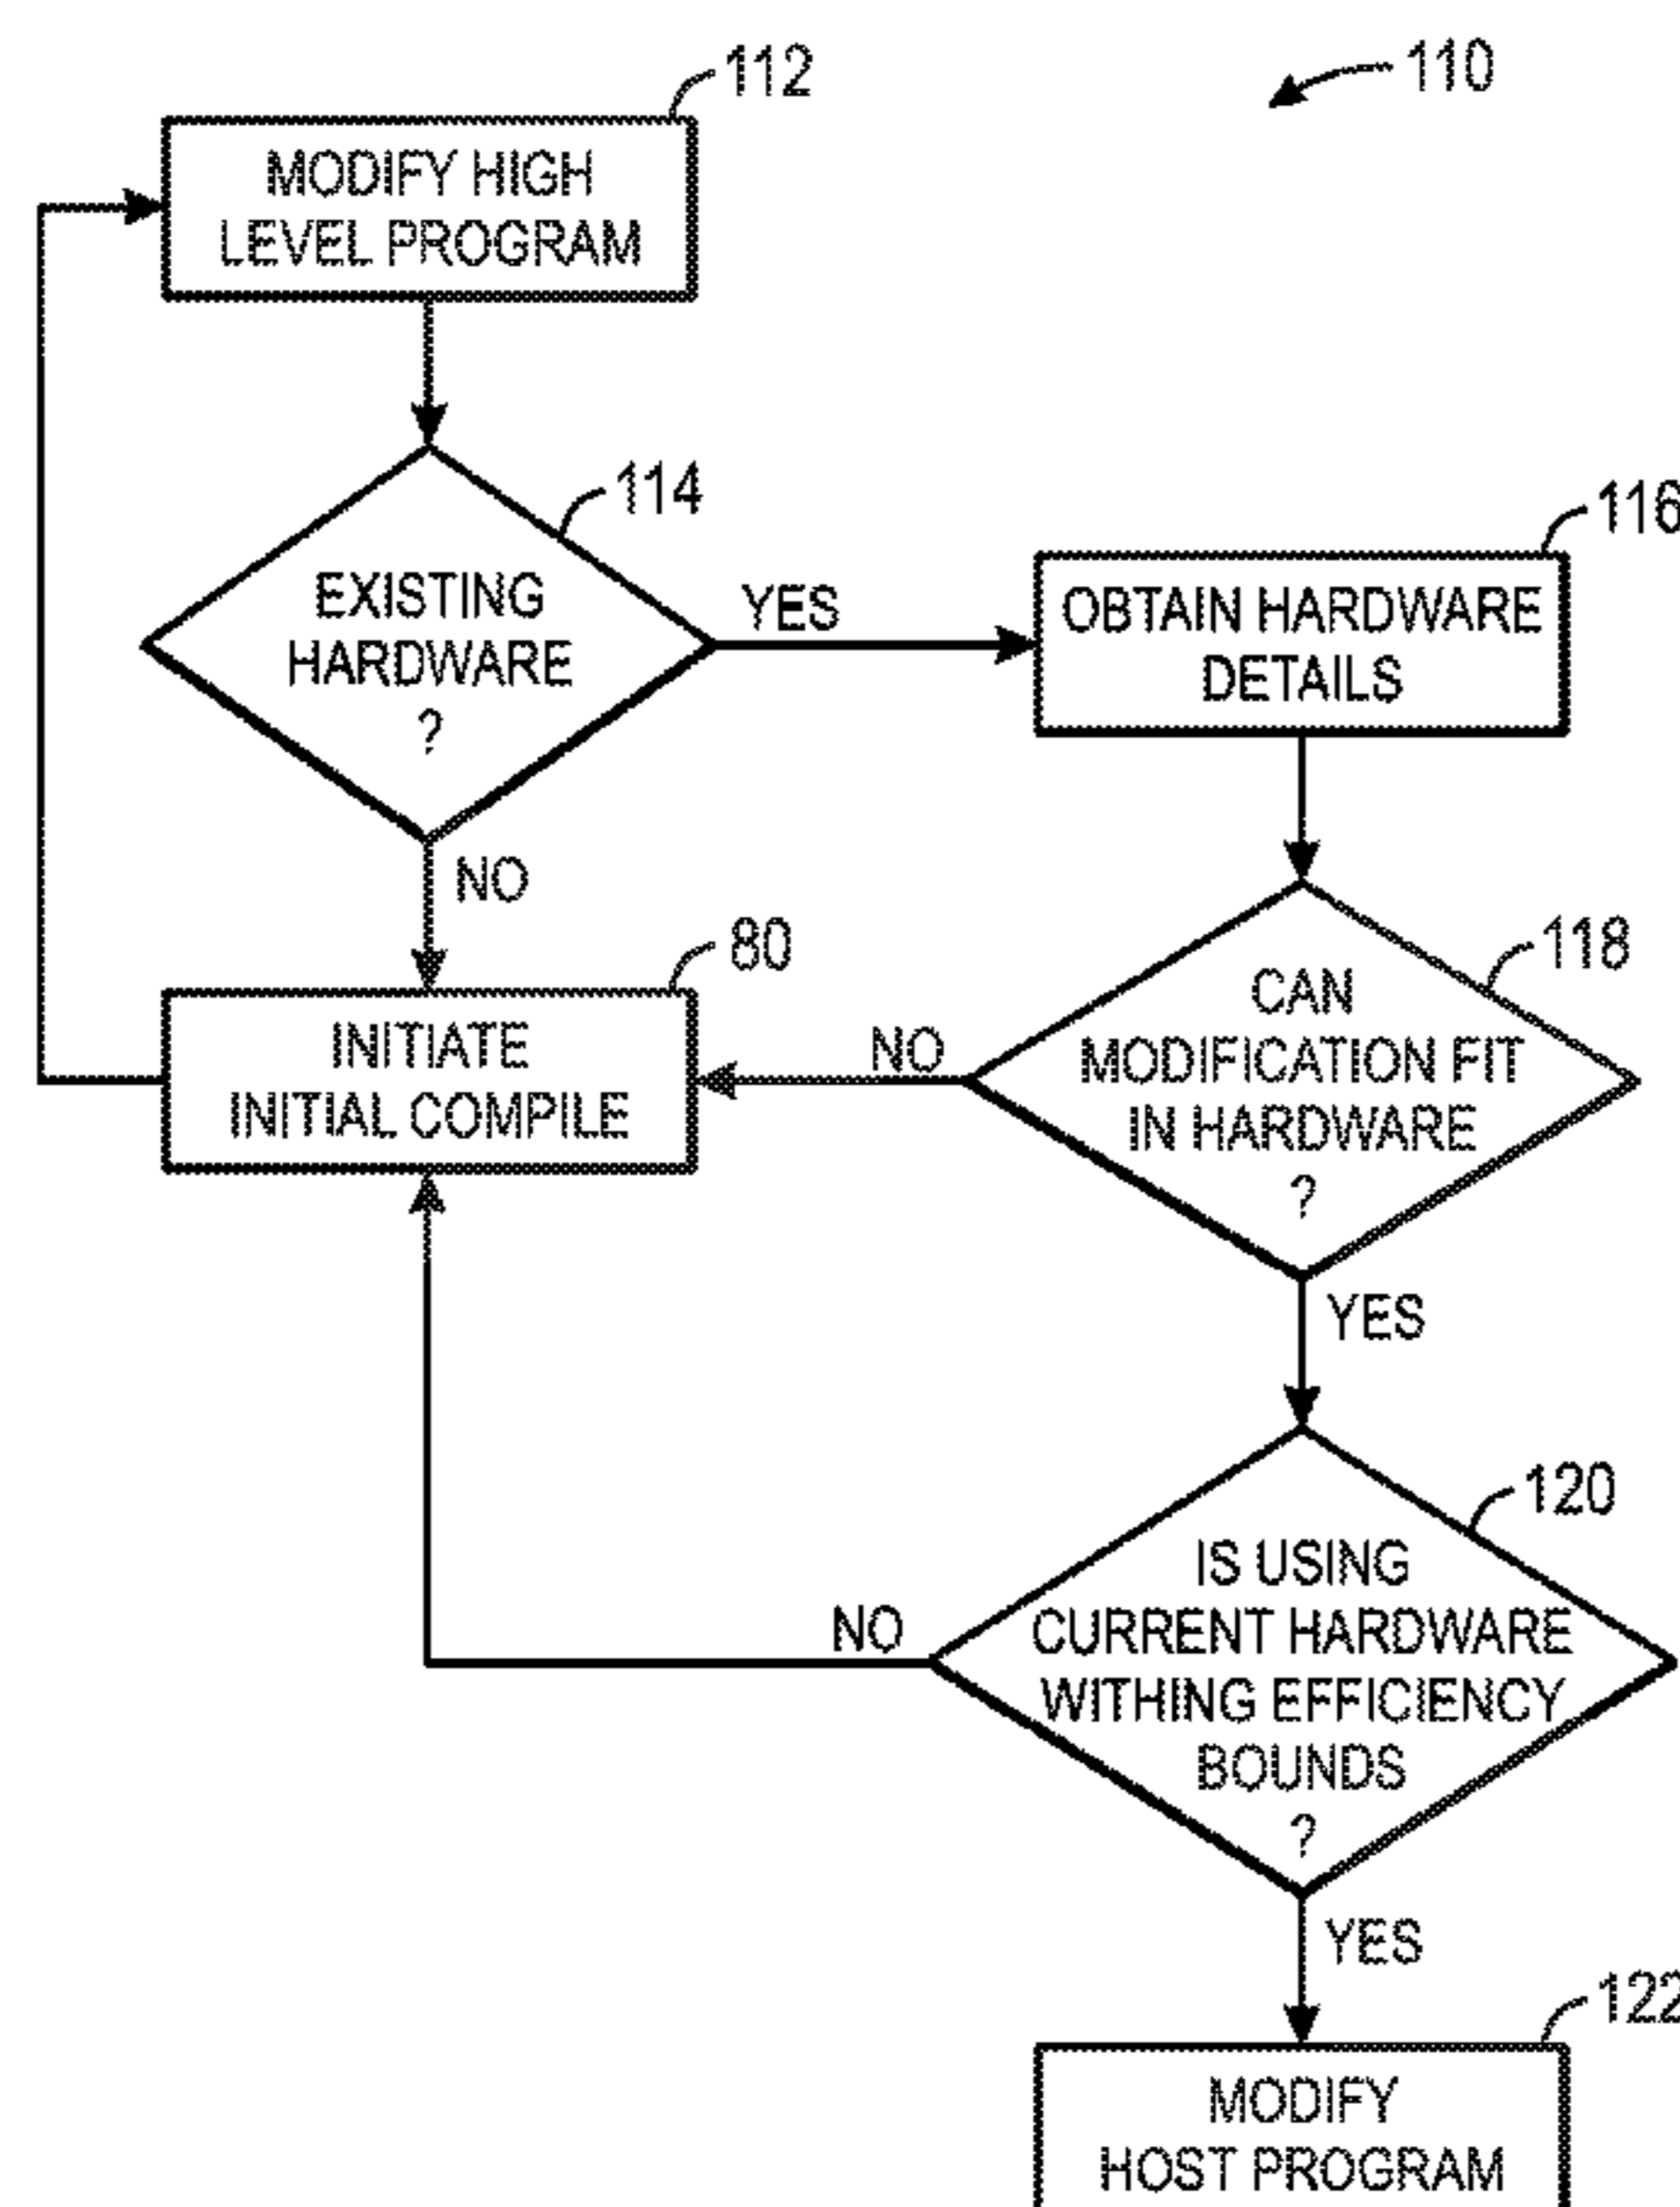 112
110
MODIFY HIGH
LEVEL PROGRAM
114
EXISTING
HARDWARE
?
YES
116
OBTAIN HARDWARE
DETAILS
NO
80
INITIATE
INITIAL COMPILE
NO
118
CAN
MODIFICATION FIT
IN HARDWARE
?
YES
120
IS USING
CURRENT HARDWARE
WITHING EFFICIENCY
BOUNDS
?
NO
YES
122
MODIFY
HOST PROGRAM